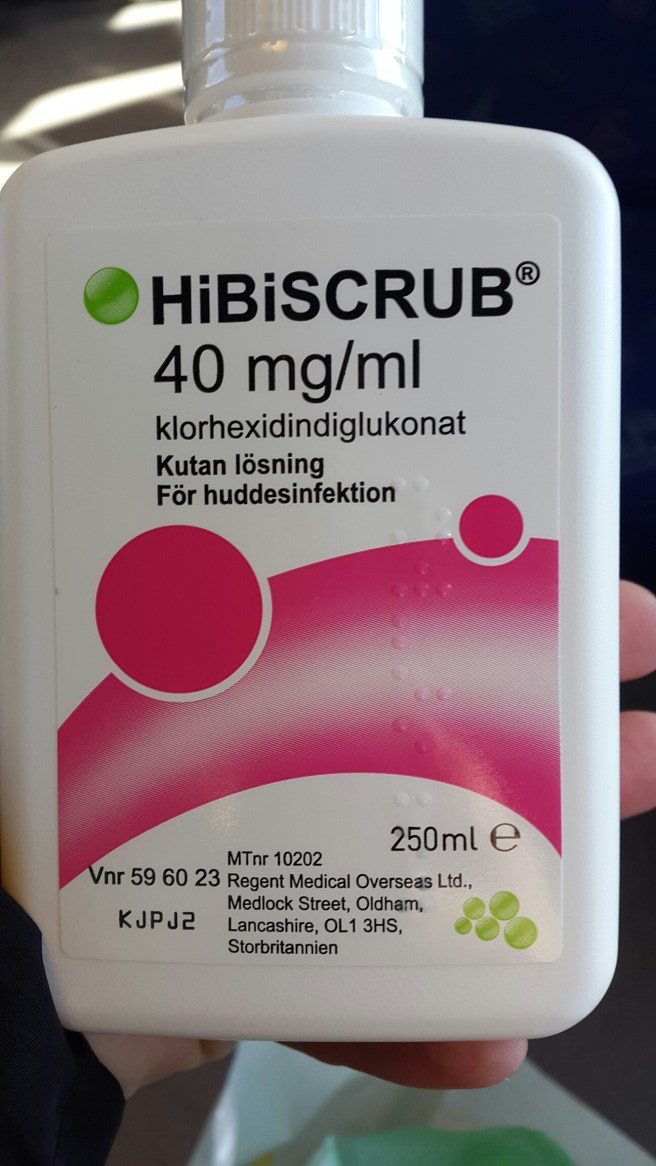 HiBiSCRUB®
40 mg/ml
klorhexidindiglukonat
Kutan lösning
För huddesinfektion
250ml ℮
MTnr 10202
Vnr 59 60 23 Regent Medical Overseas Ltd.,
Medlock Street, Oldham,
KJPJ2 Lancashire, OL1 3HS,
Storbritannien